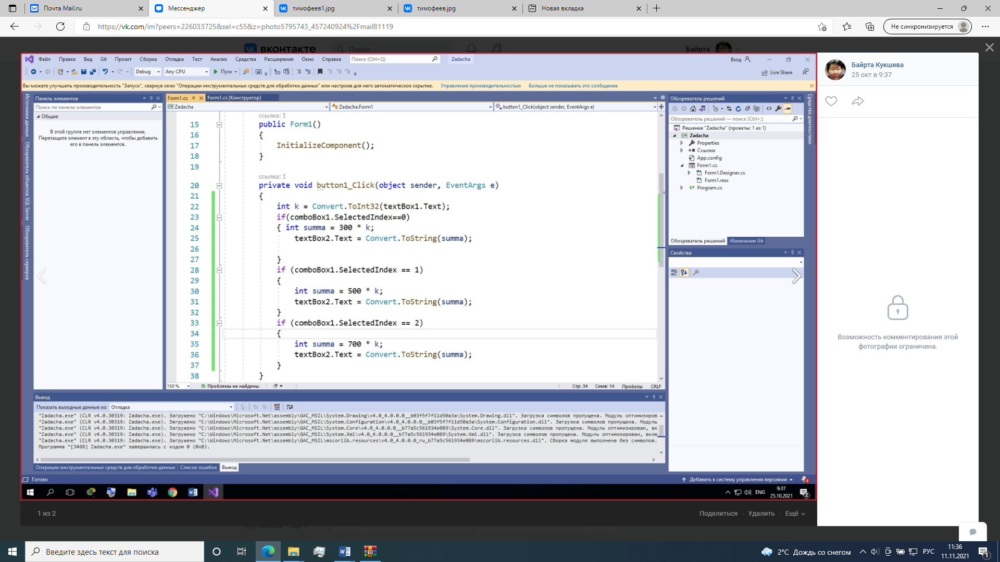 Почта Mail.ru
Мессенджер
тимофеев1.jpg
тимофеев.jpg
Новая вкладка
https://vk.com/im?peers=226033725&sel=c55&z=photo5795743_457240924%2Fmail81119
Не синхронизируется
вконтакте
Поиск
Байрта
Файл Правка Вид Git Проект Сборка Отладка Тест Анализ Средства Расширения Окно Справка
Поиск (Ctrl+Q)
Zadacha
Вход
Debug
Any CPU
Пуск
Live Share
Вы можете улучшить производительность "Запуск", свернув окно "Операции инструментальных средств для обработки данных" или настроив для него автоматическое скрытие. Управление производительностью Больше не показывать это сообщение
Источники данных
Обозреватель объектов SQL Server
Обозреватель серверов
Панель элементов
Поиск по панели элементов
Общие
В этой группе нет элементов управления.
Перетащите элемент в эту область, чтобы добавить
его в панель элементов.
Form1.cs
Form1.cs [Конструктор]
Zadacha
Zadacha.Form1
button1_Click(object sender, EventArgs e)
ссылка: 1
15 public Form1()
16 {
17 InitializeComponent();
18 }
19
ссылка: 1
20 private void button1_Click(object sender, EventArgs e)
21 {
22 int k = Convert.ToInt32(textBox1.Text);
23 if(comboBox1.SelectedIndex==0)
24 { int summa = 300 * k;
25 textBox2.Text = Convert.ToString(summa);
26
27 }
28 if (comboBox1.SelectedIndex == 1)
29 {
30 int summa = 500 * k;
31 textBox2.Text = Convert.ToString(summa);
32 }
33 if (comboBox1.SelectedIndex == 2)
34 {
35 int summa = 700 * k;
36 textBox2.Text = Convert.ToString(summa);
37 }
38 }
150 %
Проблемы не найдены.
Стр: 34 Симв: 14 Пробелы CRLF
Обозреватель решений
Обозреватель решений — поиск (Ctrl+;)
Решение "Zadacha" (проекты: 1 из 1)
Zadacha
Properties
Ссылки
App.config
Form1.cs
Form1.Designer.cs
Form1.resx
Program.cs
Обозреватель решений
Изменения Git
Свойства
Средства диагностики
Вывод
Показать выходные данные из: Отладка
"Zadacha.exe" (CLR v4.0.30319: Zadacha.exe). Загружено "C:\Windows\Microsoft.Net\assembly\GAC_MSIL\System.Drawing\v4.0_4.0.0.0__b03f5f7f11d50a3a\System.Drawing.dll". Загрузка символов пропущена. Модуль оптимизиров
"Zadacha.exe" (CLR v4.0.30319: Zadacha.exe). Загружено "C:\Windows\Microsoft.Net\assembly\GAC_MSIL\System.Configuration\v4.0_4.0.0.0__b03f5f7f11d50a3a\System.Configuration.dll". Загрузка символов пропущена. Модуль
"Zadacha.exe" (CLR v4.0.30319: Zadacha.exe). Загружено "C:\Windows\Microsoft.Net\assembly\GAC_MSIL\System.Core\v4.0_4.0.0.0__b77a5c561934e089\System.Core.dll". Загрузка символов пропущена. Модуль оптимизирован, вк
"Zadacha.exe" (CLR v4.0.30319: Zadacha.exe). Загружено "C:\Windows\Microsoft.Net\assembly\GAC_MSIL\System.Xml\v4.0_4.0.0.0__b77a5c561934e089\System.Xml.dll". Загрузка символов пропущена. Модуль оптимизирован, вклю
"Zadacha.exe" (CLR v4.0.30319: Zadacha.exe). Загружено "C:\Windows\Microsoft.Net\assembly\GAC_MSIL\mscorlib.resources\v4.0_4.0.0.0_ru_b77a5c561934e089\mscorlib.resources.dll". Сборка модуля выполнена без символов.
Программа "[3468] Zadacha.exe" завершилась с кодом 0 (0x0).
Операции инструментальных средств для обработки данных
Список ошибок
Вывод
Готово
Добавить в систему управления версиями
4
ENG
9:37
25.10.2021
2
Байрта Кукшева
25 окт в 9:37
Возможность комментирования этой
фотографии ограничена.
1 из 2
Поделиться
Удалить
Ещё
Для бизнеса Ещё
Введите здесь текст для поиска
2°C Дождь со снегом
РУС
11:36
11.11.2021
1